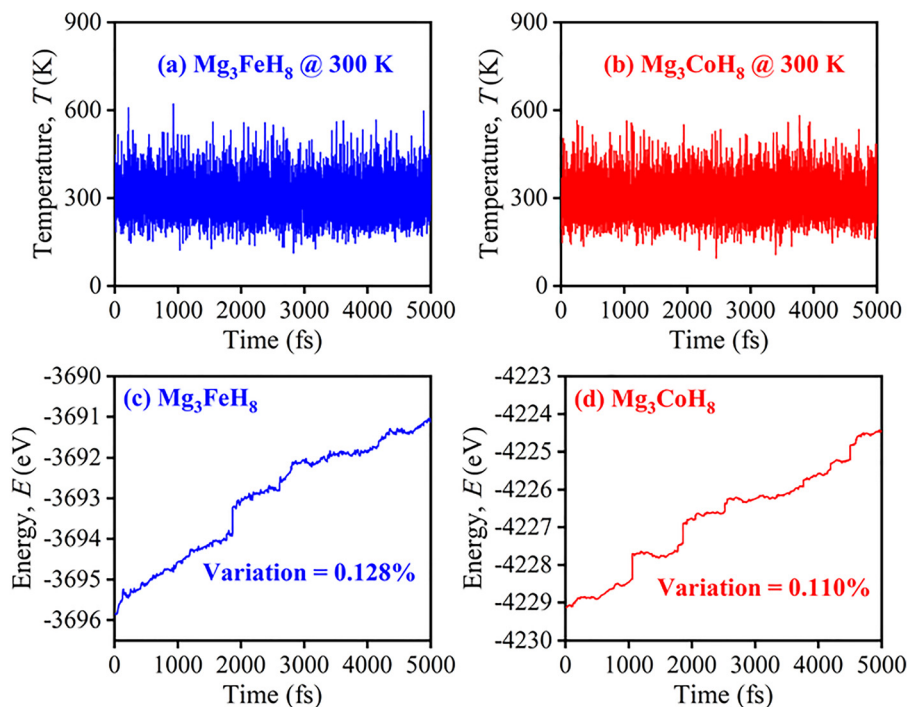 900
600
300
0
Temperature, T (K)
(a) Mg₃FeH₈ @ 300 K
0 1000 2000 3000 4000 5000
Time (fs)
900
600
300
0
Temperature, T (K)
(b) Mg₃CoH₈ @ 300 K
0 1000 2000 3000 4000 5000
Time (fs)
-3690
-3691
-3692
-3693
-3694
-3695
-3696
Energy, E (eV)
(c) Mg₃FeH₈
Variation = 0.128%
0 1000 2000 3000 4000 5000
Time (fs)
-4223
-4224
-4225
-4226
-4227
-4228
-4229
-4230
Energy, E (eV)
(d) Mg₃CoH₈
Variation = 0.110%
0 1000 2000 3000 4000 5000
Time (fs)